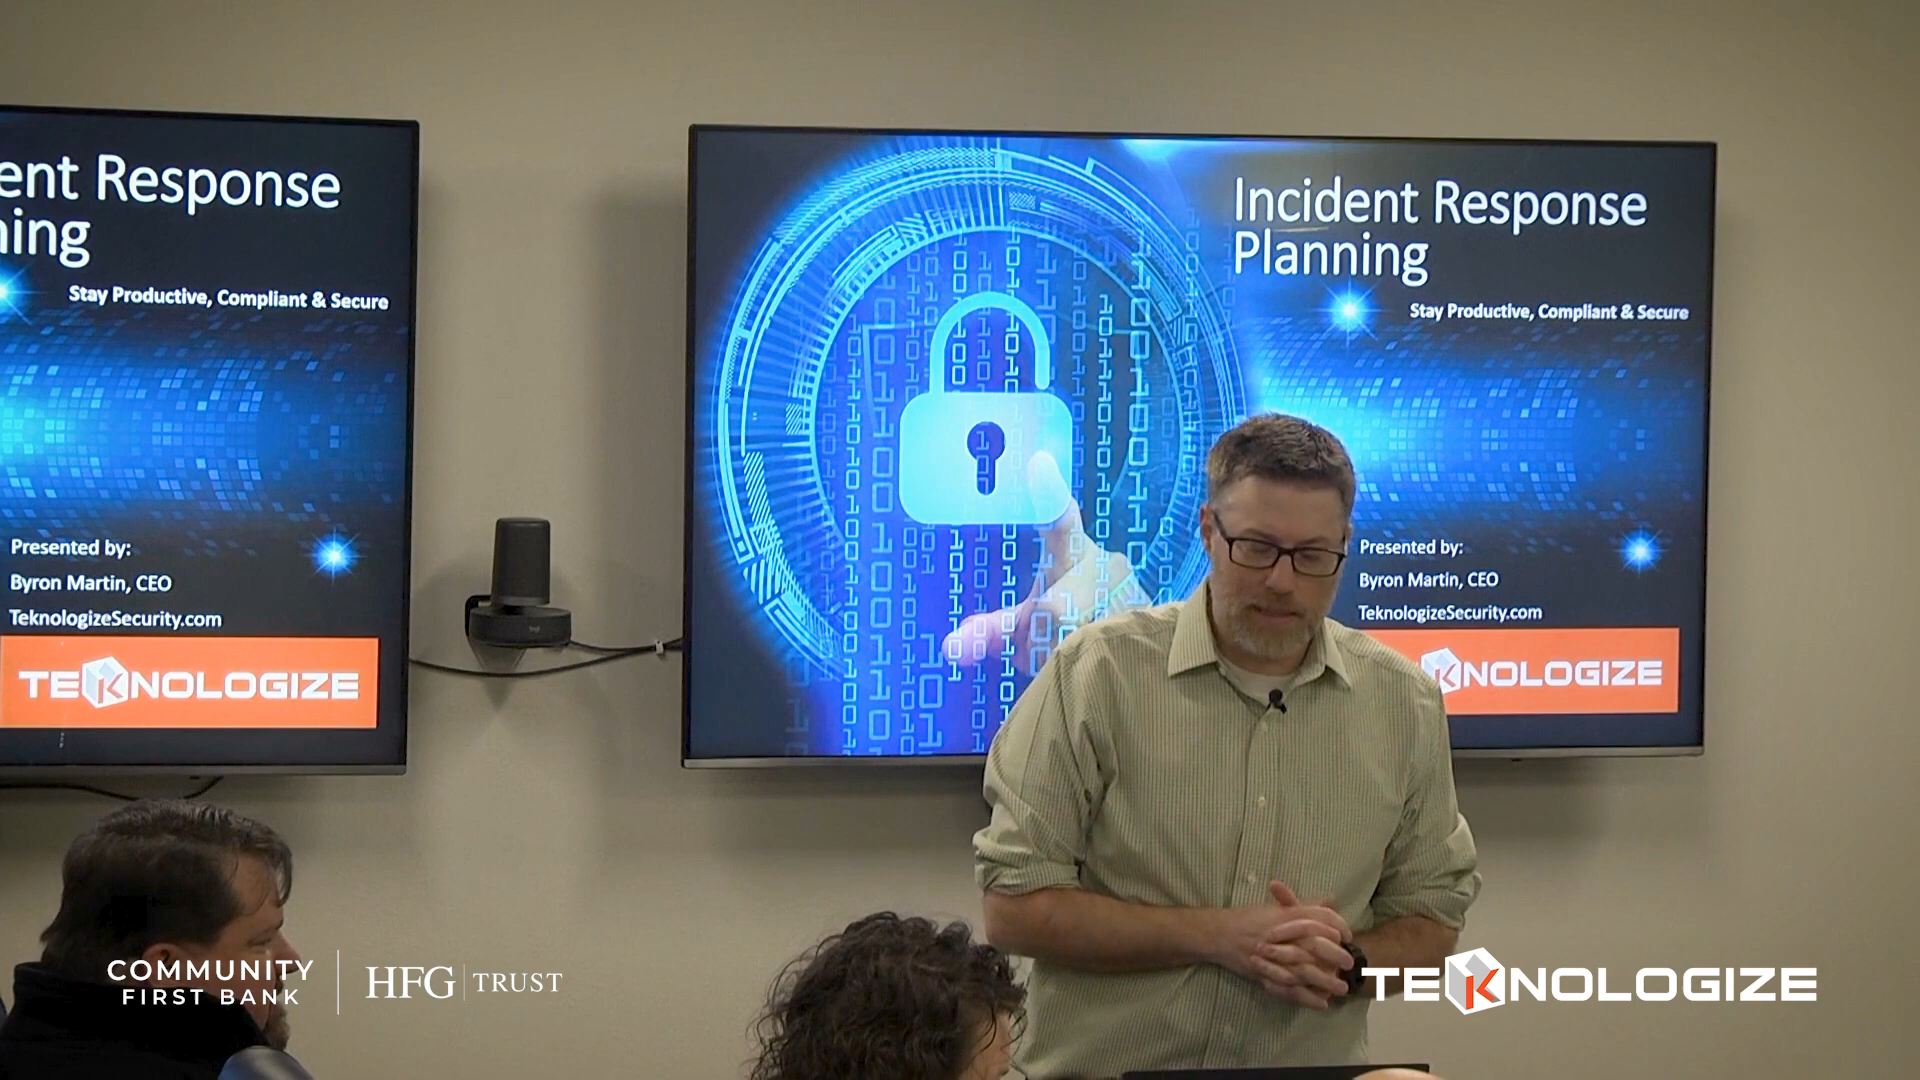 ent Response
ning
Stay Productive, Compliant & Secure
Presented by:
Byron Martin, CEO
TeknologizeSecurity.com
TEKNOLOGIZE
Incident Response
Planning
Stay Productive, Compliant & Secure
Presented by:
Byron Martin, CEO
TeknologizeSecurity.com
KNOLOGIZE
COMMUNITY
FIRST BANK
HFG TRUST
TEKNOLOGIZE